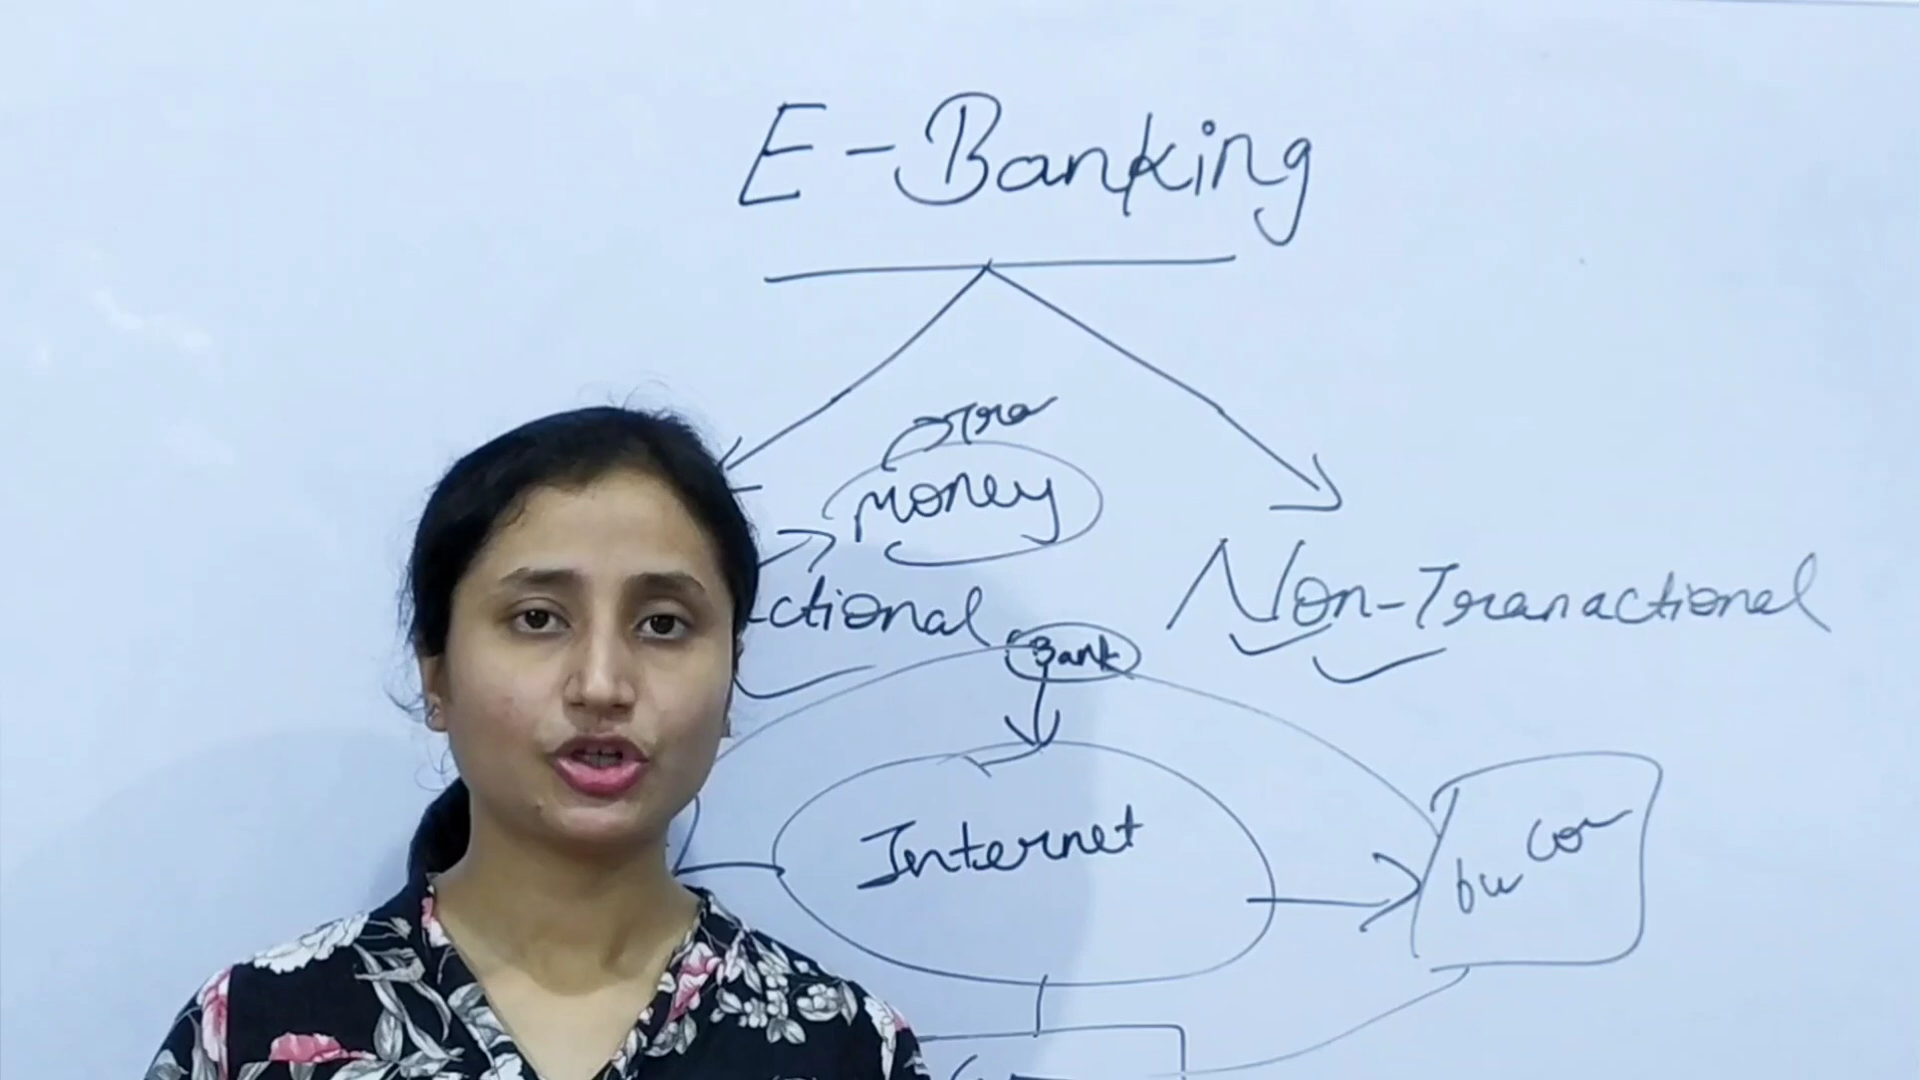 E-Banking
Money
ctional
Non-Tranactional
Bank
Internet